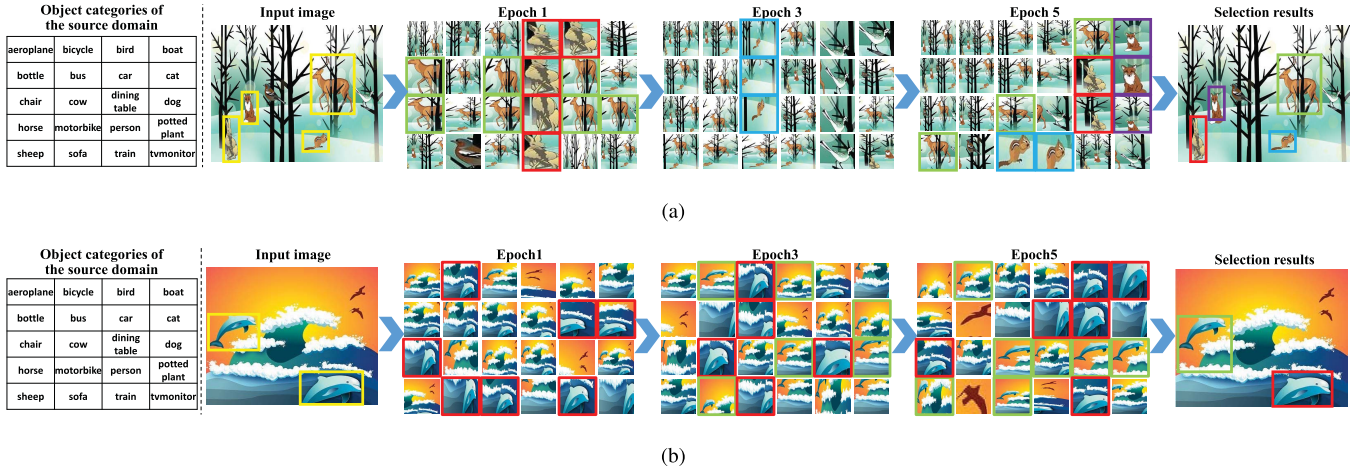 Object categories of
the source domain
Input image
Epoch 1
Epoch 3
Epoch 5
Selection results
aeroplane bicycle bird boat
bottle bus car cat
chair cow dining table dog
horse motorbike person potted plant
sheep sofa train tvmonitor
(a)
Object categories of
the source domain
Input image
Epoch1
Epoch3
Epoch5
Selection results
aeroplane bicycle bird boat
bottle bus car cat
chair cow dining table dog
horse motorbike person potted plant
sheep sofa train tvmonitor
(b)